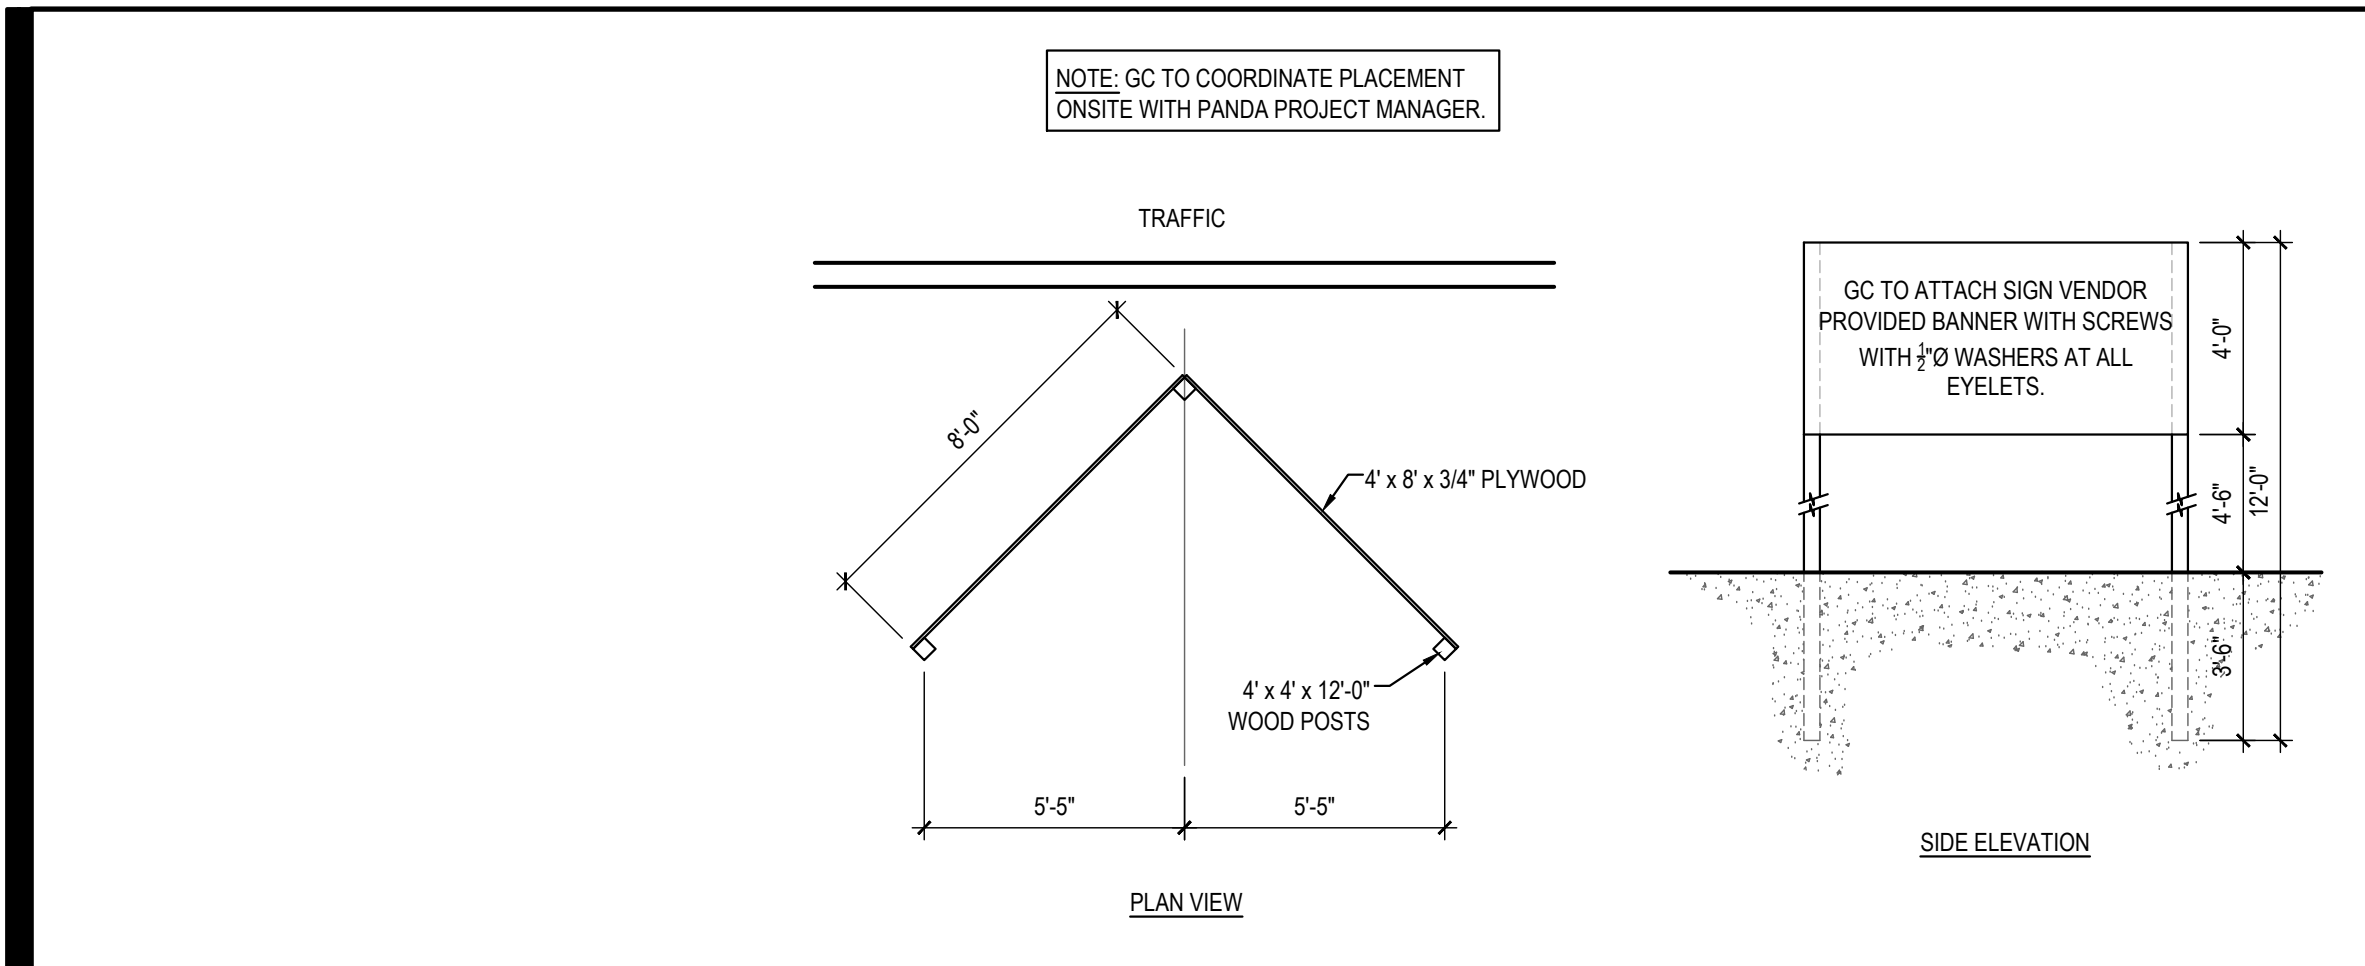 NOTE: GC TO COORDINATE PLACEMENT
ONSITE WITH PANDA PROJECT MANAGER.
TRAFFIC
8'-0"
4' x 8' x 3/4" PLYWOOD
4' x 4' x 12'-0"
WOOD POSTS
5'-5"
5'-5"
PLAN VIEW
GC TO ATTACH SIGN VENDOR
PROVIDED BANNER WITH SCREWS
WITH 1/2"Ø WASHERS AT ALL
EYELETS.
4'-0"
4'-6"
12'-0"
3'-6"
SIDE ELEVATION